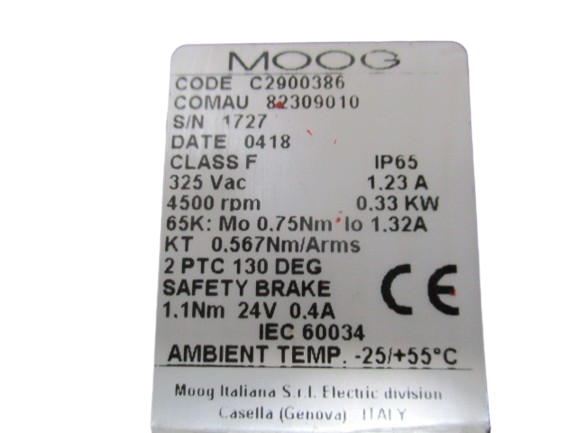 MOOG
CODE C2900386
COMAU 82309010
S/N 1727
DATE 0418
CLASS F IP65
325 Vac 1.23 A
4500 rpm 0.33 KW
65K: Mo 0.75Nm Io 1.32A
KT 0.567Nm/Arms
2 PTC 130 DEG
SAFETY BRAKE
1.1Nm 24V 0.4A
CE
IEC 60034
AMBIENT TEMP. -25/+55°C
Moog Italiana S.r.l. Electric division
Casella (Genova) ITALY